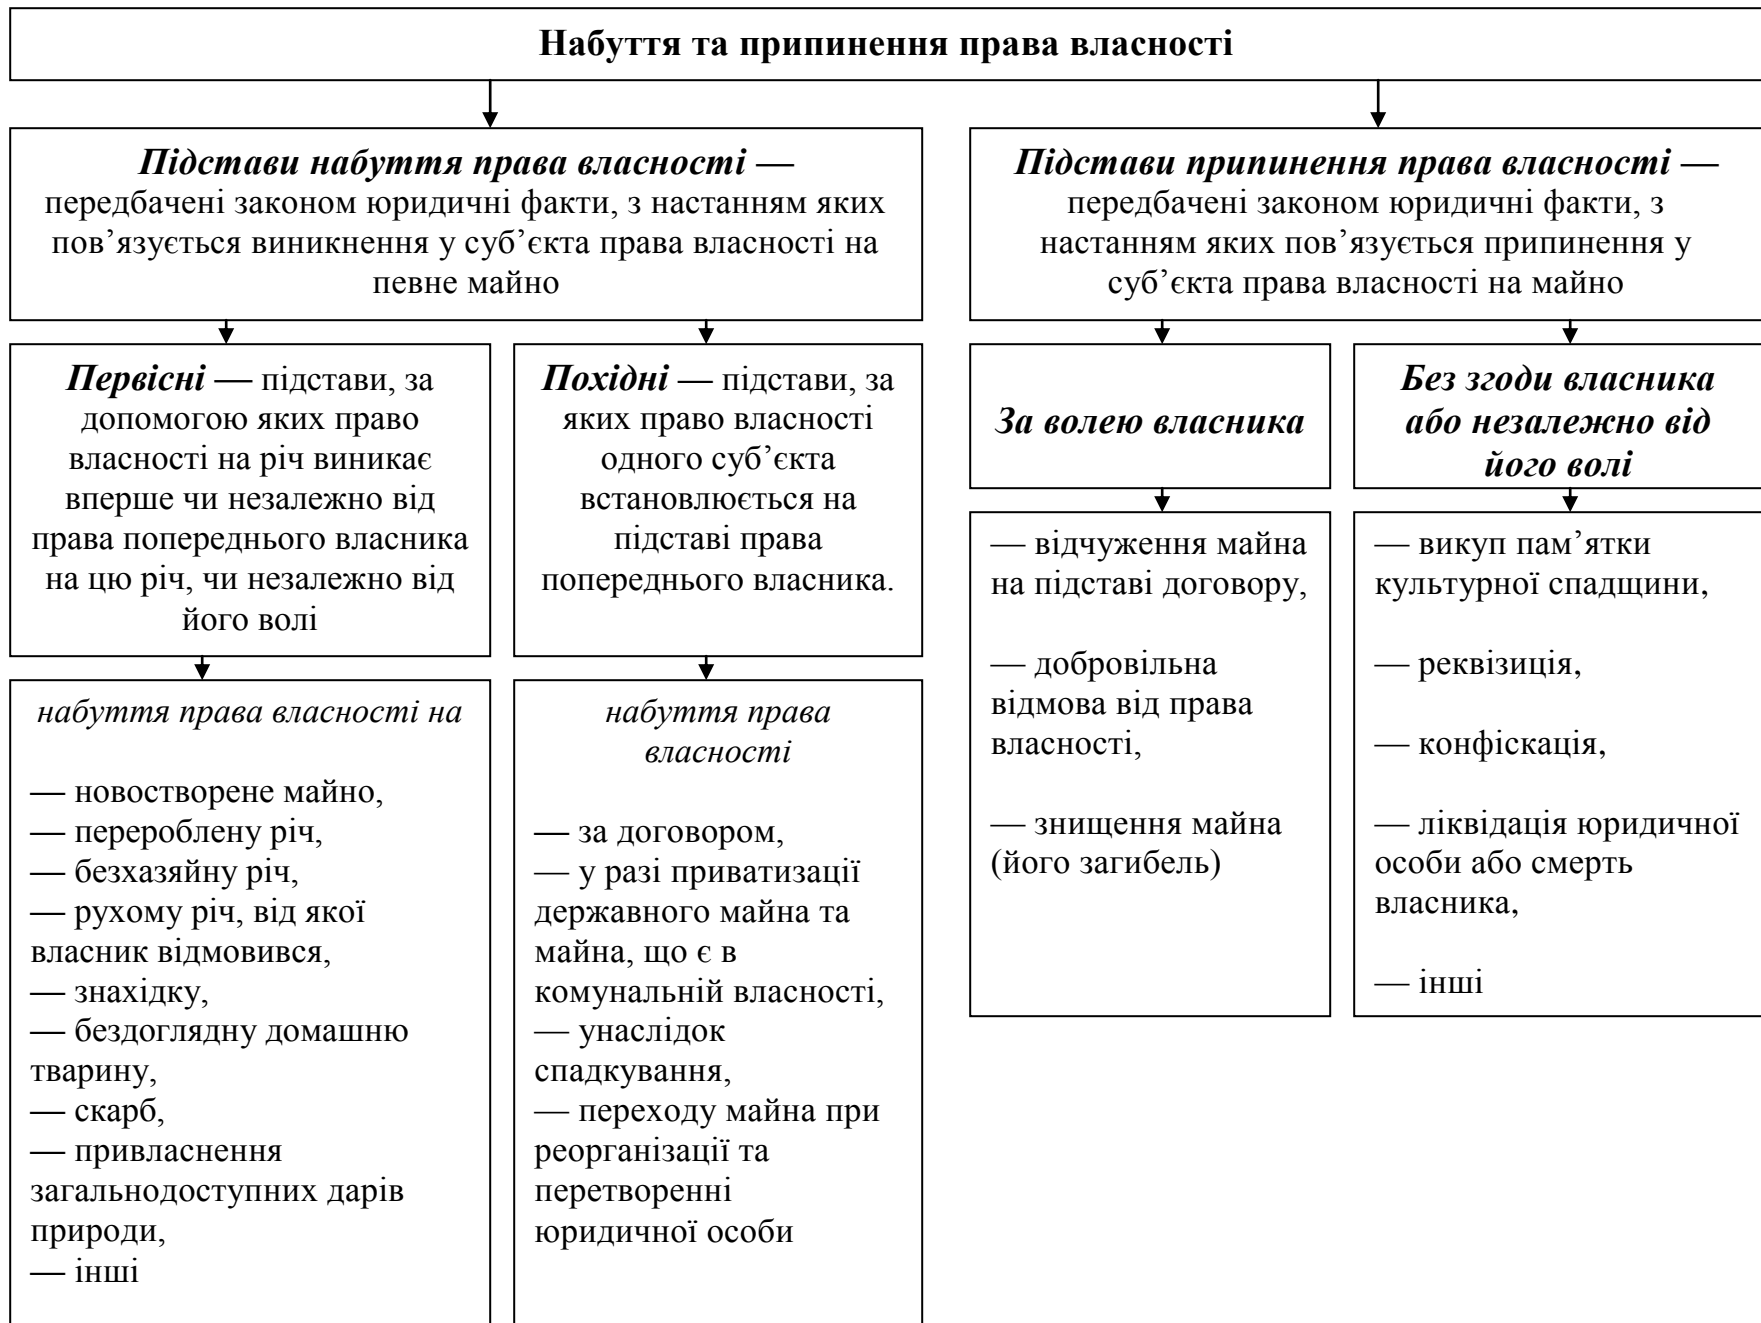 Набуття та припинення права власності
Підстави набуття права власності —
передбачені законом юридичні факти, з настанням яких
пов’язується виникнення у суб’єкта права власності на
певне майно
Підстави припинення права власності —
передбачені законом юридичні факти, з
настанням яких пов’язується припинення у
суб’єкта права власності на майно
Первісні — підстави, за
допомогою яких право
власності на річ виникає
вперше чи незалежно від
права попереднього власника
на цю річ, чи незалежно від
його волі
Похідні — підстави, за
яких право власності
одного суб’єкта
встановлюється на
підставі права
попереднього власника.
За волею власника
Без згоди власника
або незалежно від
його волі
набуття права власності на
— новостворене майно,
— перероблену річ,
— безхазяйну річ,
— рухому річ, від якої
власник відмовився,
— знахідку,
— бездоглядну домашню
тварину,
— скарб,
— привласнення
загальнодоступних дарів
природи,
— інші
набуття права
власності
— за договором,
— у разі приватизації
державного майна та
майна, що є в
комунальній власності,
— унаслідок
спадкування,
— переходу майна при
реорганізації та
перетворенні
юридичної особи
— відчуження майна
на підставі договору,
— добровільна
відмова від права
власності,
— знищення майна
(його загибель)
— викуп пам’ятки
культурної спадщини,
— реквізиція,
— конфіскація,
— ліквідація юридичної
особи або смерть
власника,
— інші